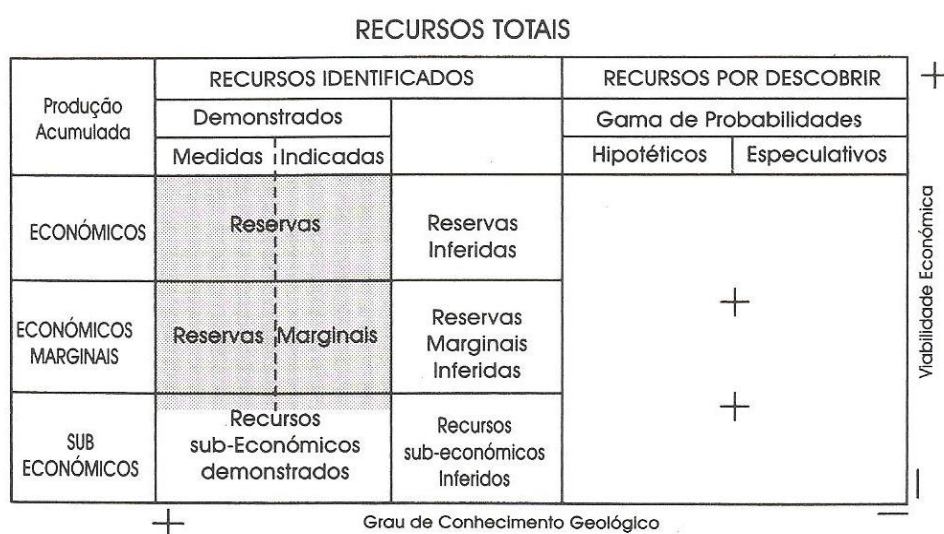 RECURSOS TOTAIS
Produção
Acumulada
RECURSOS IDENTIFICADOS
RECURSOS POR DESCOBRIR
Demonstrados
Gama de Probabilidades
Medidas
Indicadas
Hipotéticos
Especulativos
ECONÓMICOS
Reservas
Reservas
Inferidas
ECONÓMICOS
MARGINAIS
Reservas Marginais
Reservas
Marginais
Inferidas
SUB
ECONÓMICOS
Recursos
sub-Económicos
demonstrados
Recursos
sub-económicos
Inferidos
+
+
+
Viabilidade Económica
—
+
Grau de Conhecimento Geológico
—